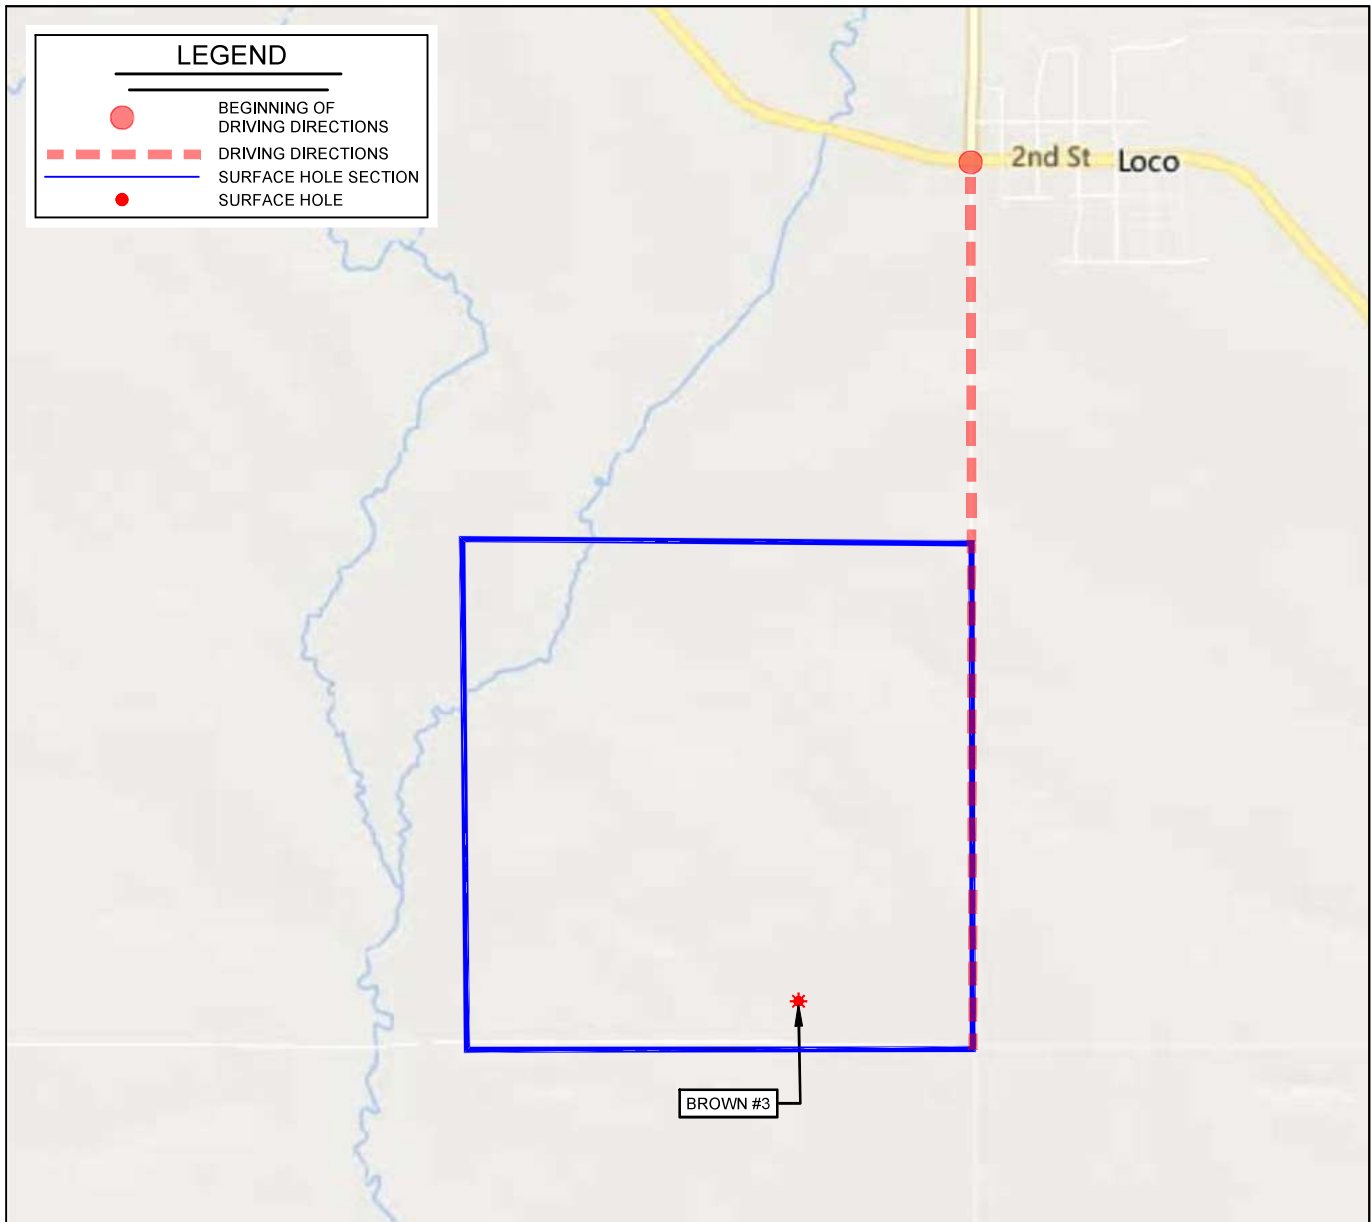 LEGEND
BEGINNING OF
DRIVING DIRECTIONS
DRIVING DIRECTIONS
SURFACE HOLE SECTION
SURFACE HOLE
2nd St Loco
BROWN #3